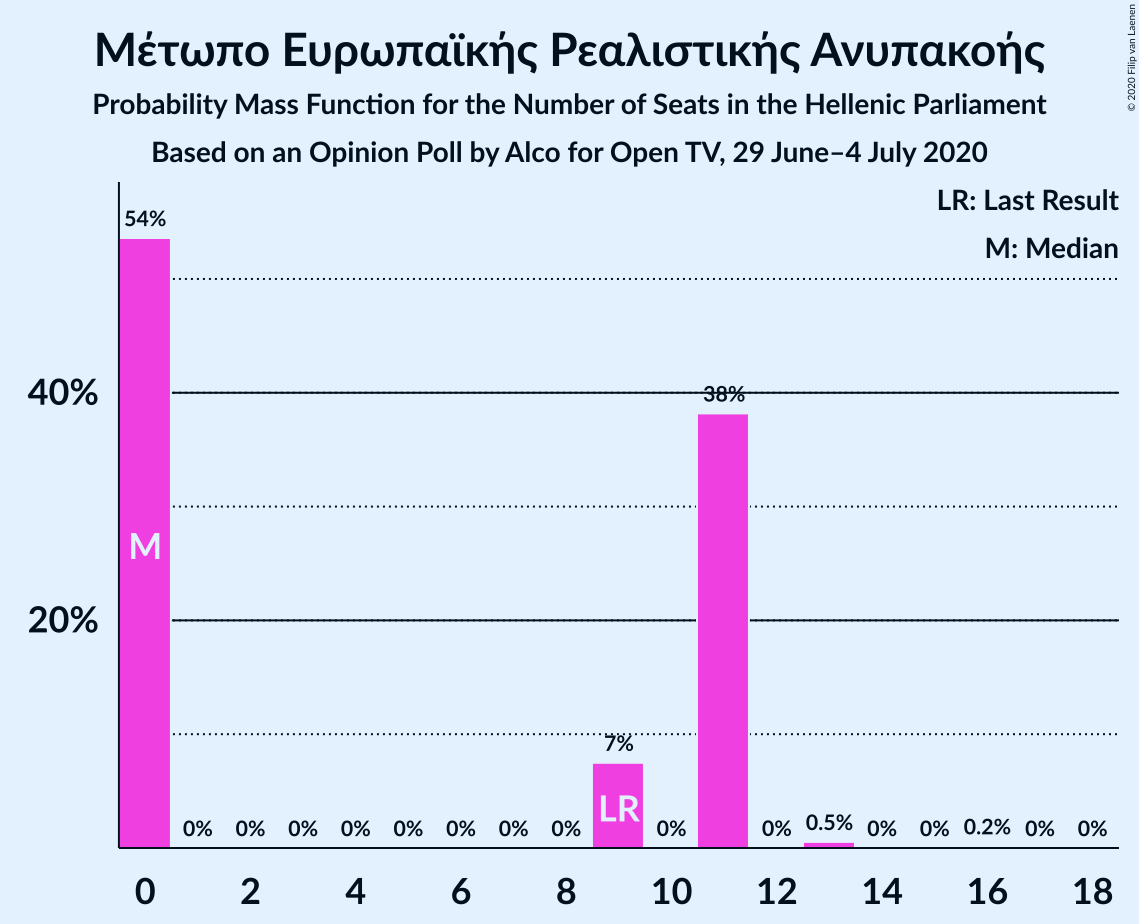 Μέτωπο Ευρωπαϊκής Ρεαλιστικής Ανυπακοής
Probability Mass Function for the Number of Seats in the Hellenic Parliament
Based on an Opinion Poll by Alco for Open TV, 29 June–4 July 2020
© 2020 Filip van Laenen
LR: Last Result
M: Median
54%
40%
38%
M
20%
7%
LR
0% 0% 0% 0% 0% 0% 0% 0% 0% 0% 0.5% 0% 0% 0.2% 0% 0%
0 2 4 6 8 10 12 14 16 18